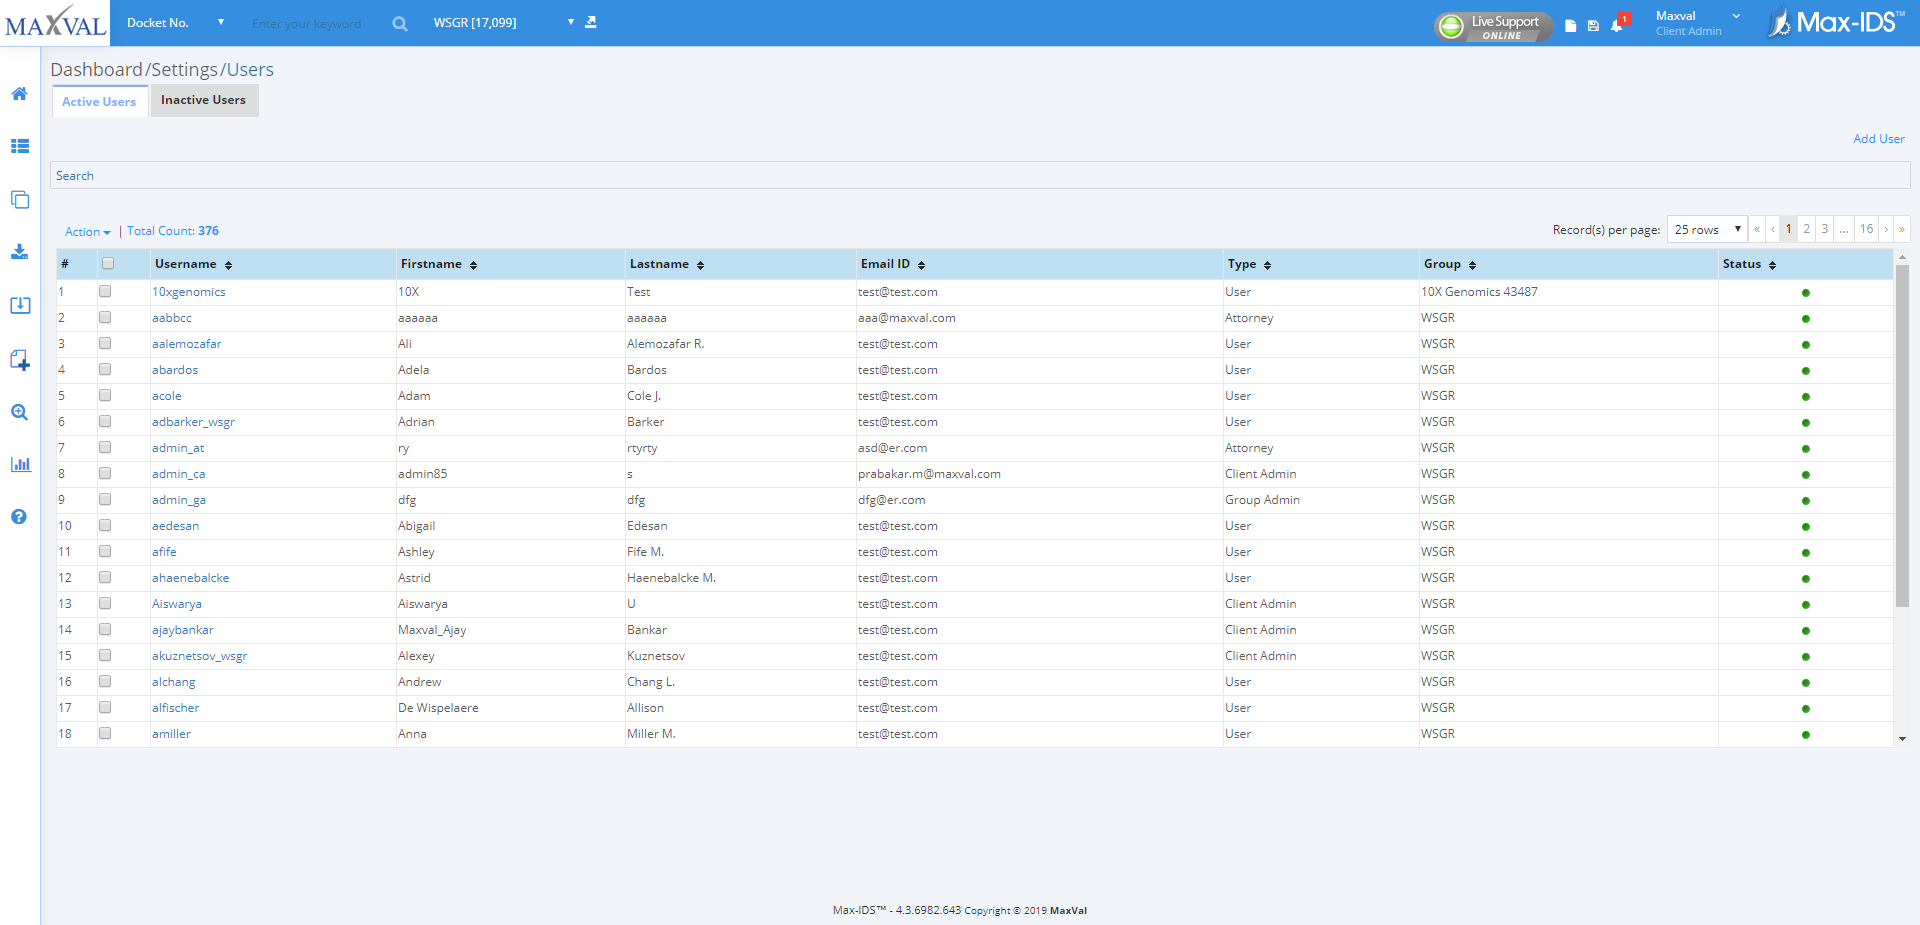 MAXVAL Docket No. ▼ Enter your keyword WSGR [17,099] ▼ Live Support ONLINE 1 Maxval Client Admin Max-IDS™
Dashboard/Settings/Users
Active Users Inactive Users
Add User
Search
Action | Total Count: 376 Record(s) per page: 25 rows ▼ « ‹ 1 2 3 ... 16 › »
# Username Firstname Lastname Email ID Type Group Status
1 10xgenomics 10X Test test@test.com User 10X Genomics 43487
2 aabbcc aaaaaa aaaaaa aaa@maxval.com Attorney WSGR
3 aalemozafar Ali Alemozafar R. test@test.com User WSGR
4 abardos Adela Bardos test@test.com User WSGR
5 acole Adam Cole J. test@test.com User WSGR
6 adbarker_wsgr Adrian Barker test@test.com User WSGR
7 admin_at ry rtyrty asd@er.com Attorney WSGR
8 admin_ca admin85 s prabakar.m@maxval.com Client Admin WSGR
9 admin_ga dfg dfg dfg@er.com Group Admin WSGR
10 aedesan Abigail Edesan test@test.com User WSGR
11 afife Ashley Fife M. test@test.com User WSGR
12 ahaenebalcke Astrid Haenebalcke M. test@test.com User WSGR
13 Aiswarya Aiswarya U test@test.com Client Admin WSGR
14 ajaybankar Maxval_Ajay Bankar test@test.com Client Admin WSGR
15 akuznetsov_wsgr Alexey Kuznetsov test@test.com Client Admin WSGR
16 alchang Andrew Chang L. test@test.com User WSGR
17 alfischer De Wispelaere Allison test@test.com User WSGR
18 amiller Anna Miller M. test@test.com User WSGR
Max-IDS™ - 4.3.6982.643 Copyright © 2019 MaxVal